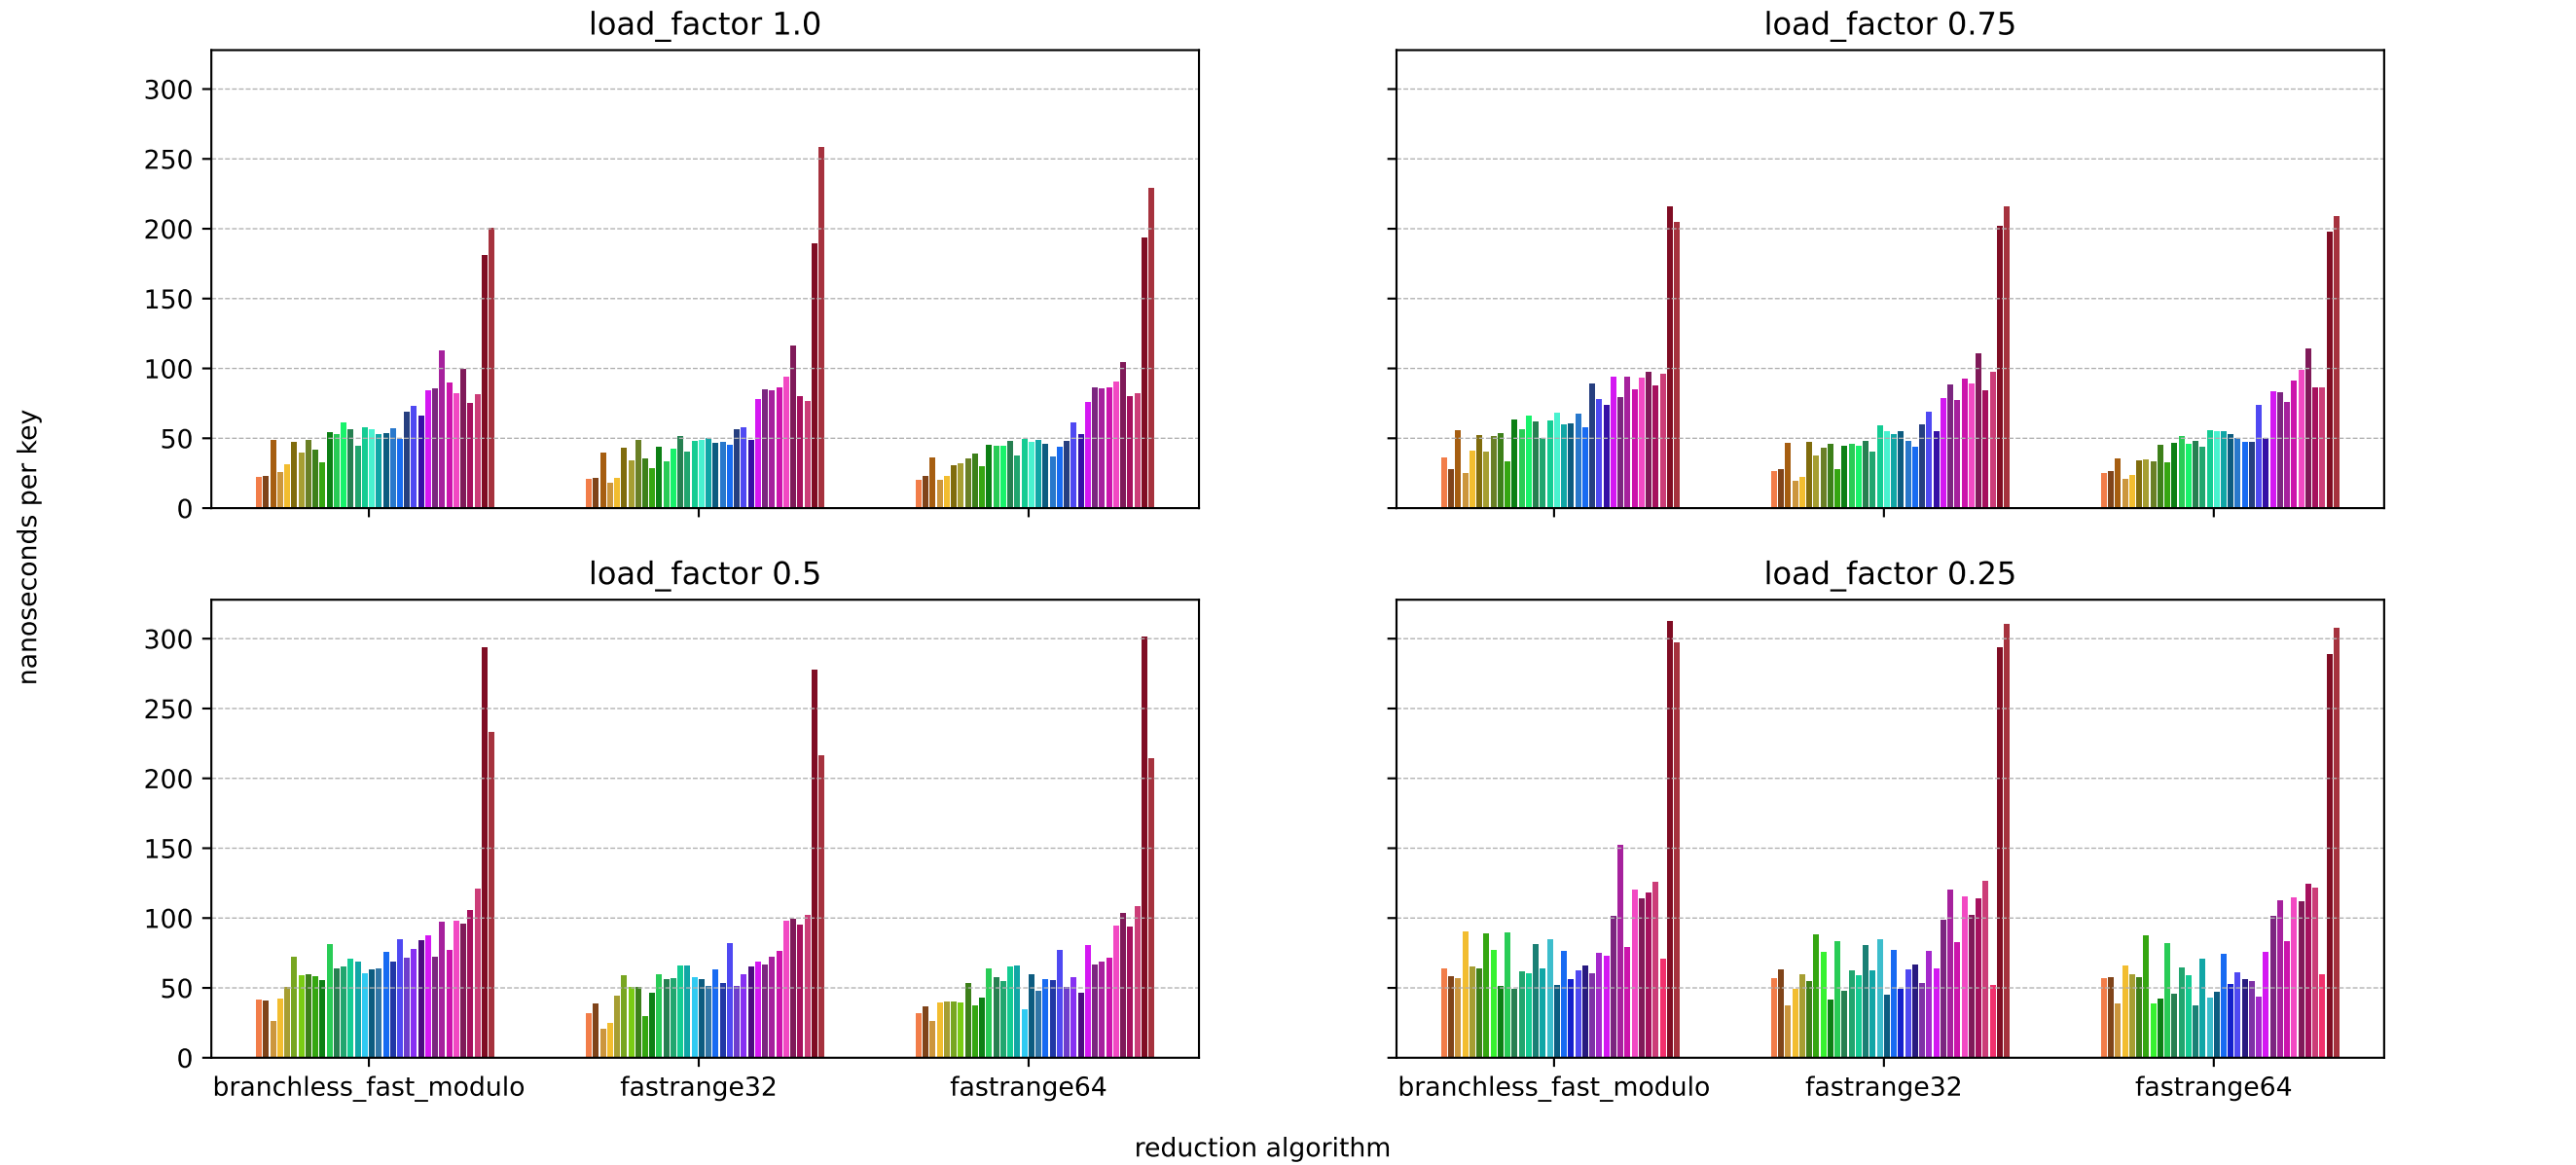 load_factor 1.0
load_factor 0.75
300
250
200
150
100
50
0
load_factor 0.5
load_factor 0.25
300
250
200
150
100
50
0
nanoseconds per key
branchless_fast_modulo
fastrange32
fastrange64
branchless_fast_modulo
fastrange32
fastrange64
reduction algorithm